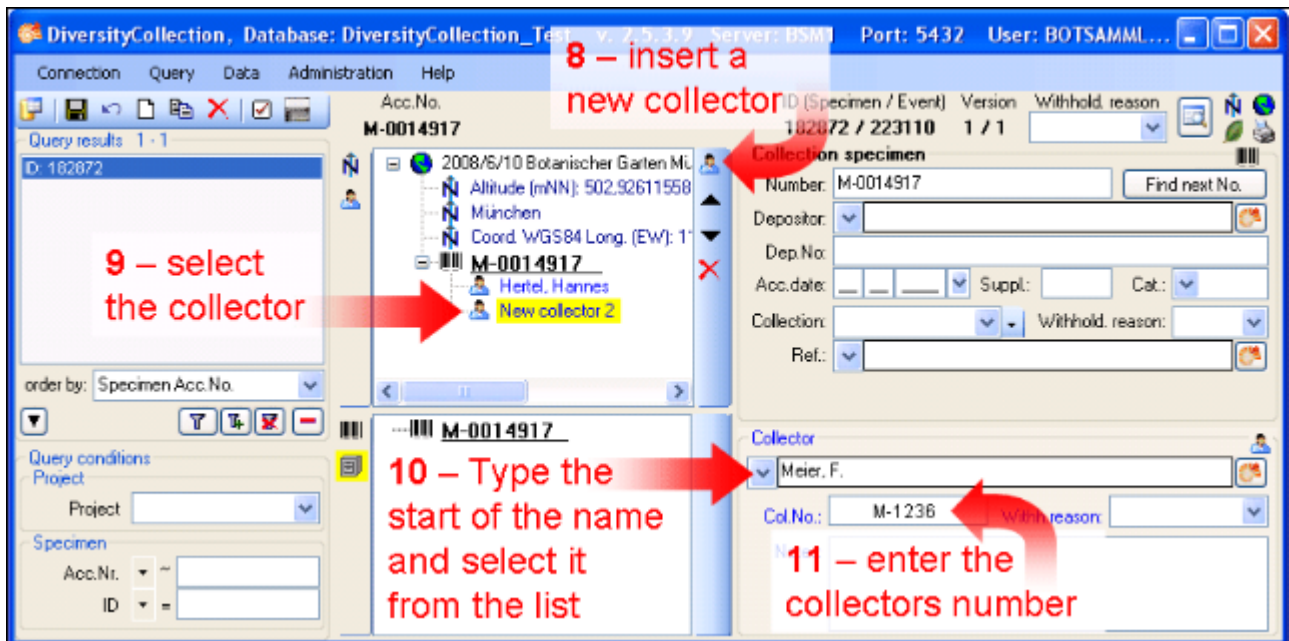 DiversityCollection, Database: DiversityCollection_Test v. 2.5.3.9 Server: BSM1 Port: 5432 User: BOTSAMML...
Connection Query Data Administration Help
8 – insert a
new collector
Acc.No.
M-0014917
ID (Specimen / Event) Version Withhold. reason
182872 / 223110 1 / 1
Query results 1 - 1
ID: 182872
order by: Specimen Acc.No.
Query conditions
Project
Project
Specimen
Acc.Nr. ~
ID =
9 – select
the collector
2008/6/10 Botanischer Garten Mü
Altitude (mNN): 502,92611558
München
Coord. WGS84 Long. (EW): 1
M-0014917
Hertel, Hannes
New collector 2
M-0014917
10 – Type the
start of the name
and select it
from the list
Collection specimen
Number: M-0014917 Find next No.
Depositor:
Dep.No:
Acc.date: Suppl.: Cat.:
Collection: Withhold. reason:
Ref.:
Collector
Meier, F.
Col.No.: M-1236 Withh.reason:
11 – enter the
collectors number